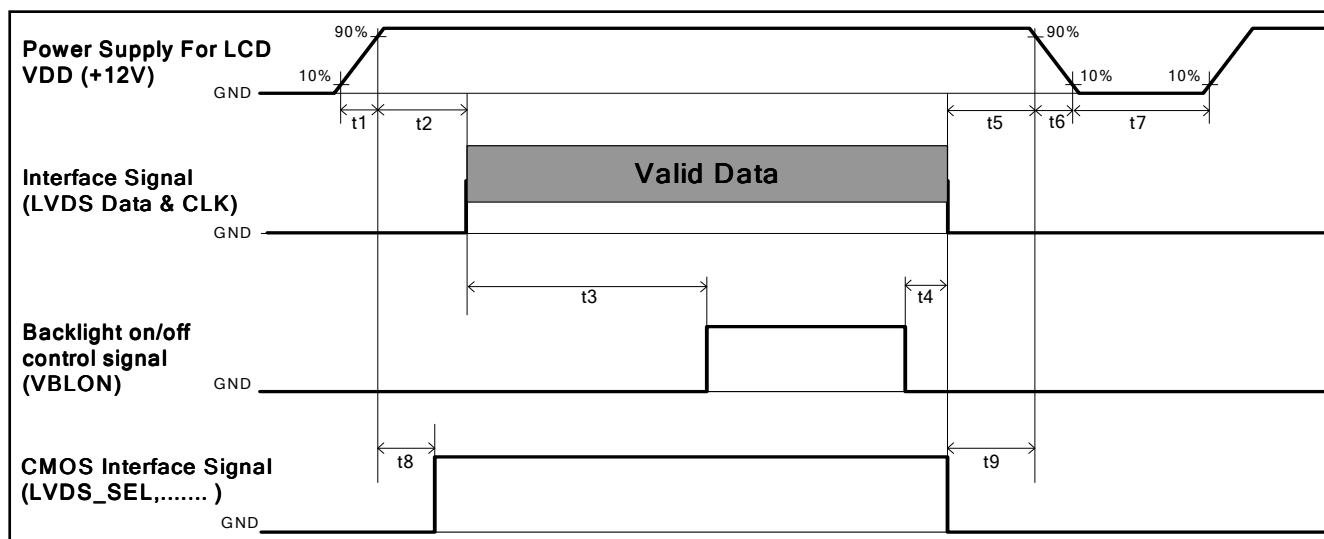 Power Supply For LCD
VDD (+12V)
90%
10%
GND
t1
t2
90%
10%
10%
t5
t6
t7
Interface Signal
(LVDS Data & CLK)
Valid Data
GND
t3
t4
Backlight on/off
control signal
(VBLON)
GND
t8
t9
CMOS Interface Signal
(LVDS_SEL,....... )
GND